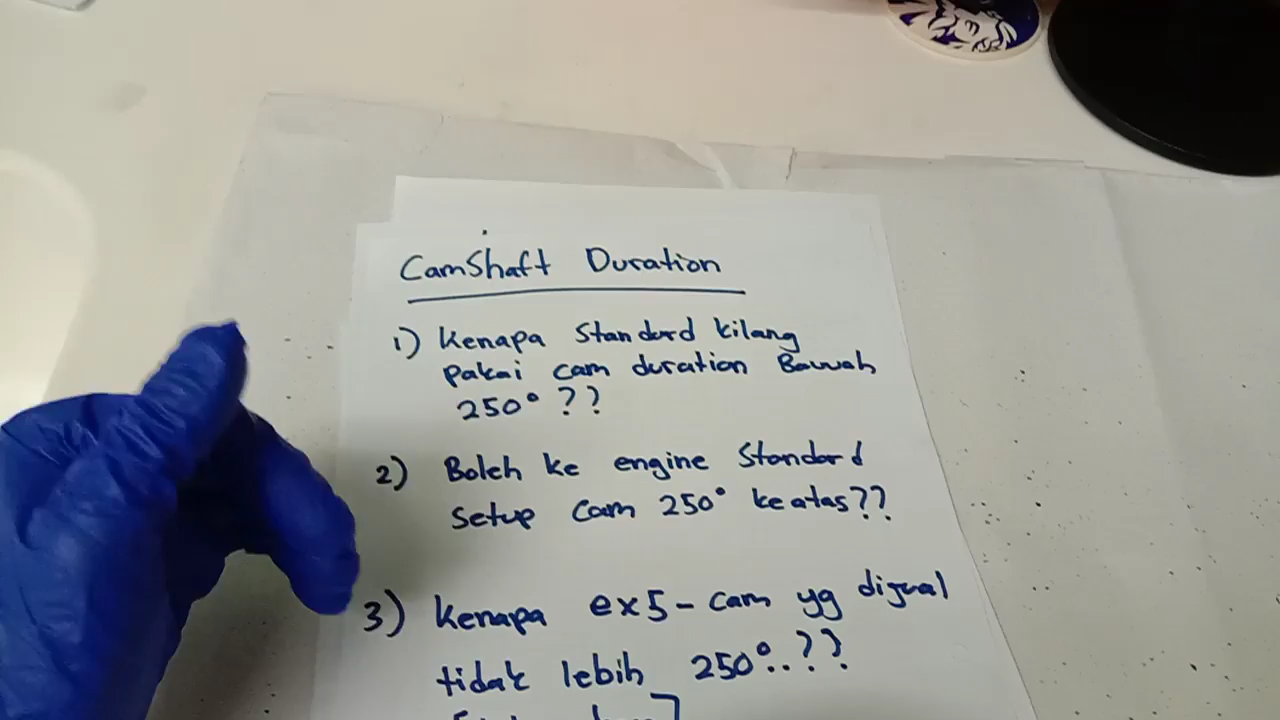 Camshaft Duration
1) Kenapa Standard kilang
pakai cam duration Bawah
250° ??
2) Boleh ke engine Standard
Setup cam 250° keatas??
3) Kenapa ex5-cam yg dijual
tidak lebih 250°..??